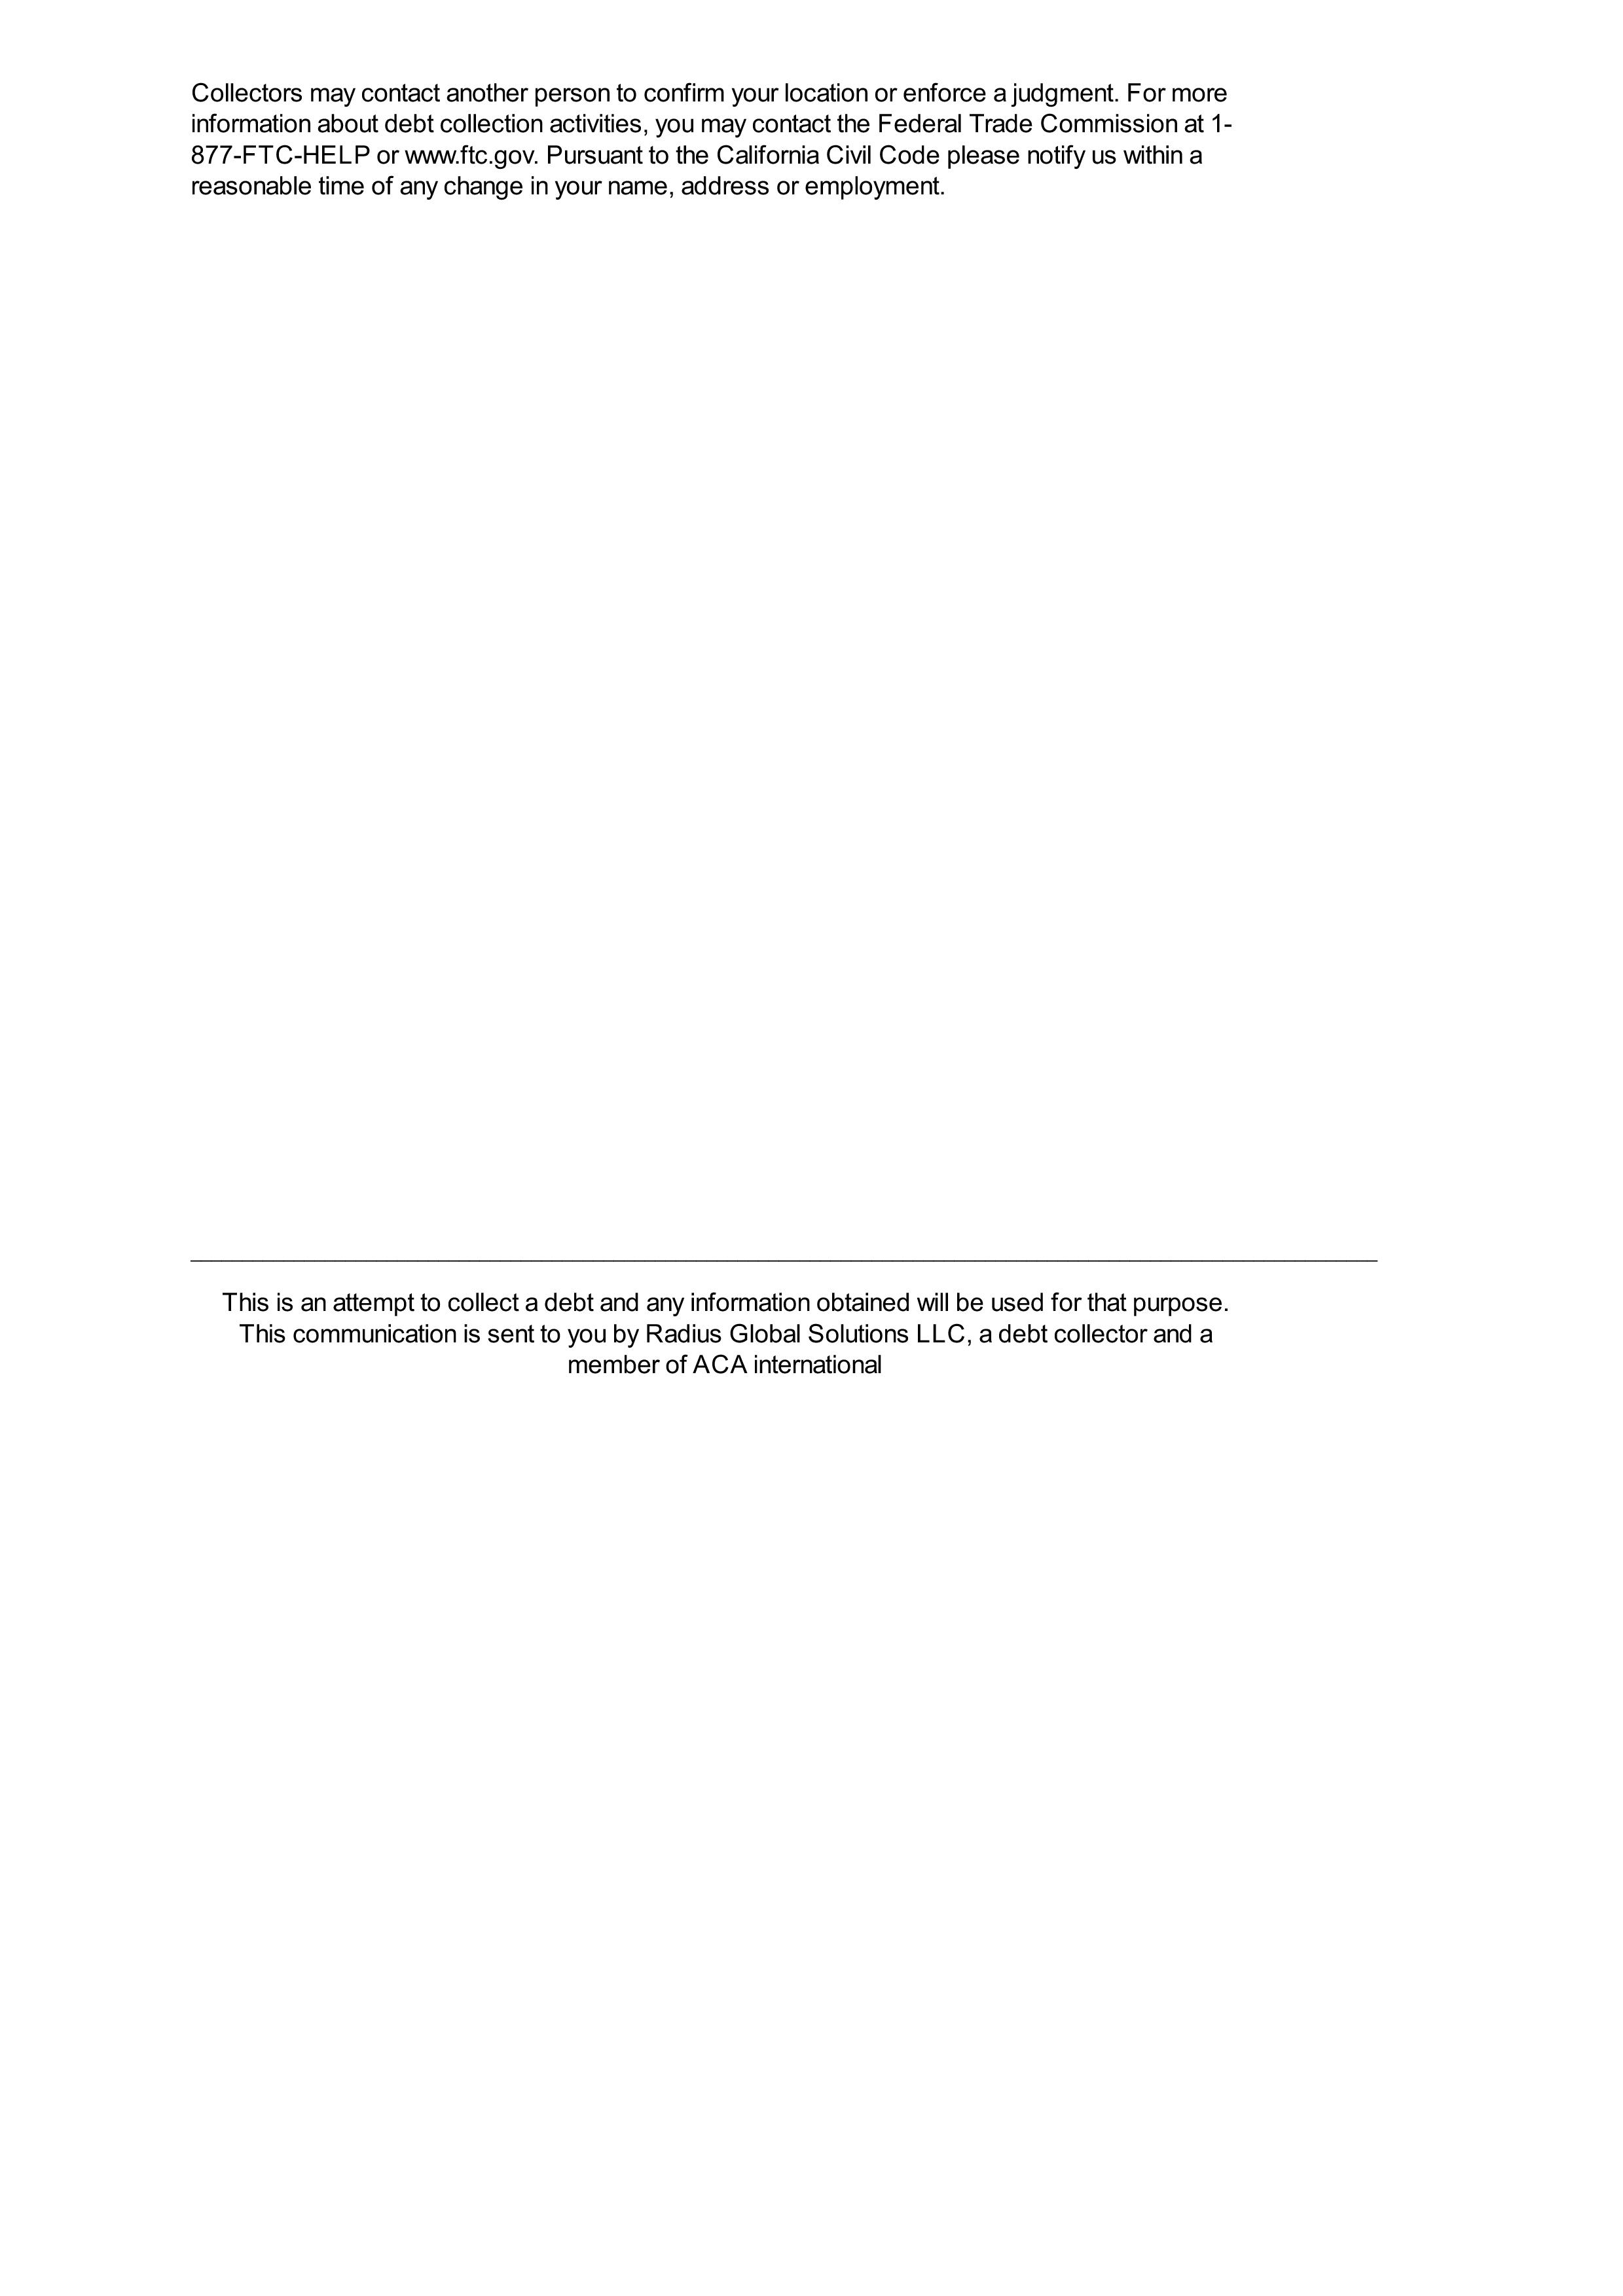 Collectors may contact another person to confirm your location or enforce a judgment. For more
information about debt collection activities, you may contact the Federal Trade Commission at 1-
877-FTC-HELP or www.ftc.gov. Pursuant to the California Civil Code please notify us within a
reasonable time of any change in your name, address or employment.
This is an attempt to collect a debt and any information obtained will be used for that purpose.
This communication is sent to you by Radius Global Solutions LLC, a debt collector and a
member of ACA international